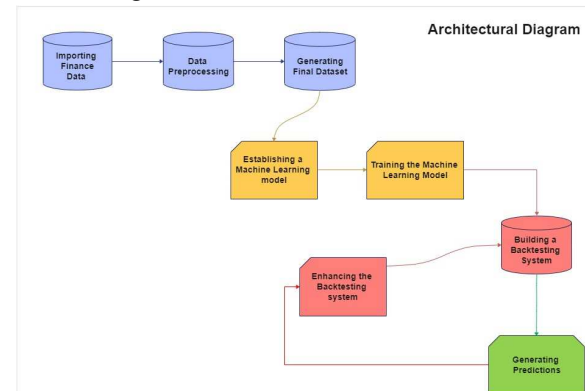 Architectural Diagram
Importing
Finance
Data
Data
Preprocessing
Generating
Final Dataset
Establishing a
Machine Learning
model
Training the Machine
Learning Model
Building a
Backtesting
System
Enhancing the
Backtesting
system
Generating
Predictions